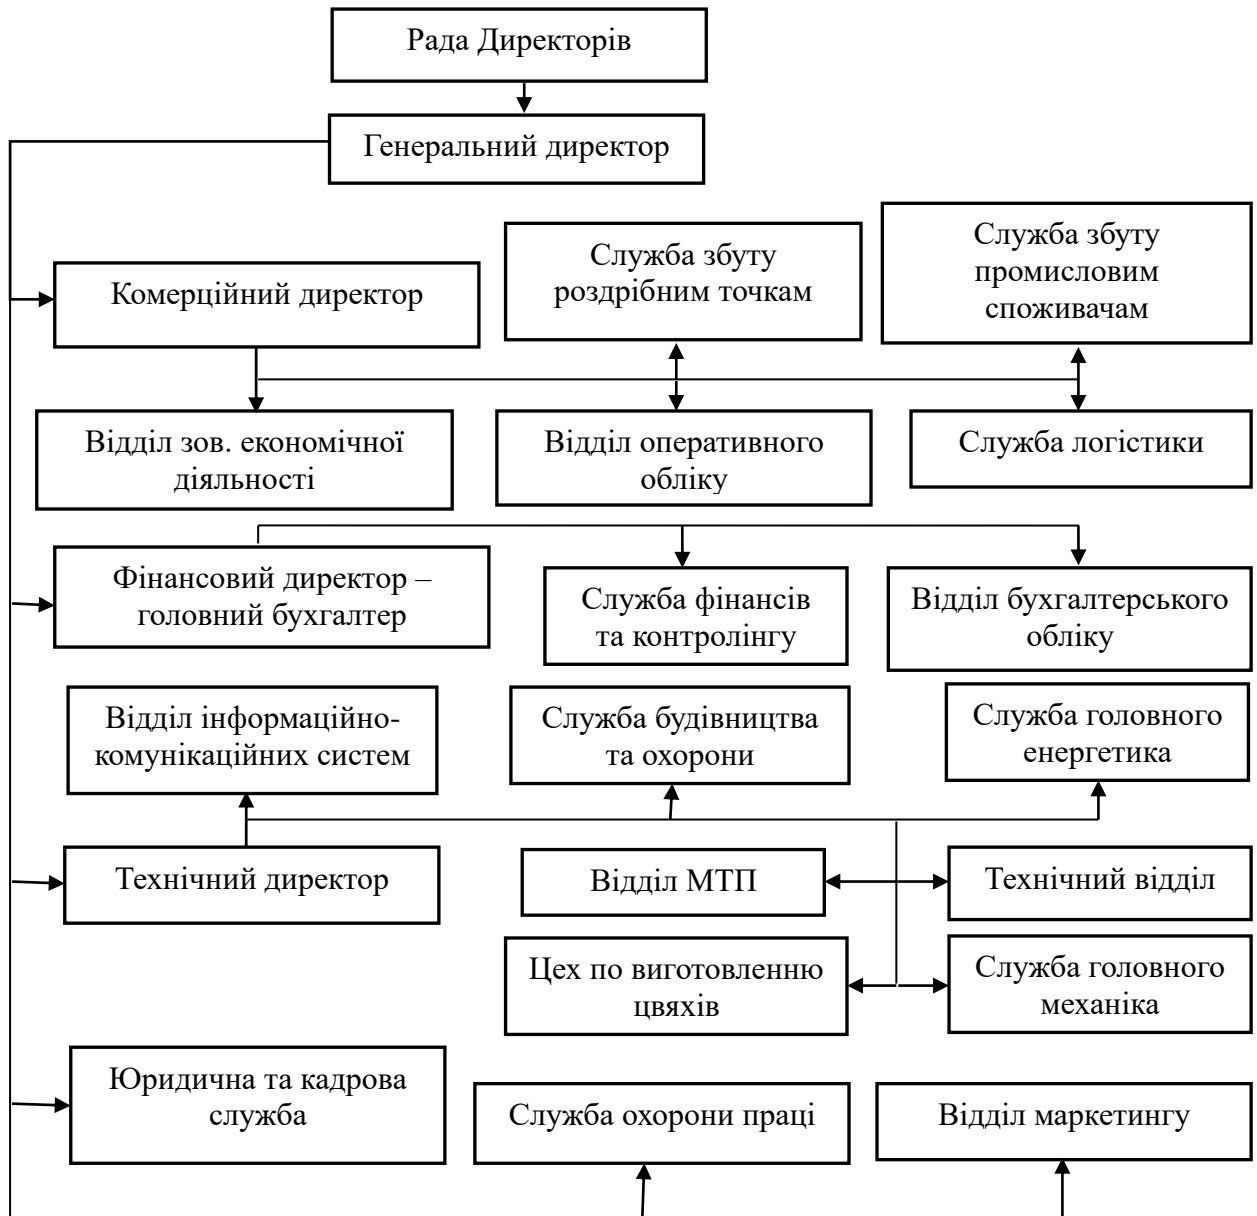 Рада Директорів
Генеральний директор
Комерційний директор
Служба збуту
роздрібним точкам
Служба збуту
промисловим
споживачам
Відділ зов. економічної
діяльності
Відділ оперативного
обліку
Служба логістики
Фінансовий директор –
головний бухгалтер
Служба фінансів
та контролінгу
Відділ бухгалтерського
обліку
Відділ інформаційно-
комунікаційних систем
Служба будівництва
та охорони
Служба головного
енергетика
Технічний директор
Відділ МТП
Технічний відділ
Цех по виготовленню
цвяхів
Служба головного
механіка
Юридична та кадрова
служба
Служба охорони праці
Відділ маркетингу